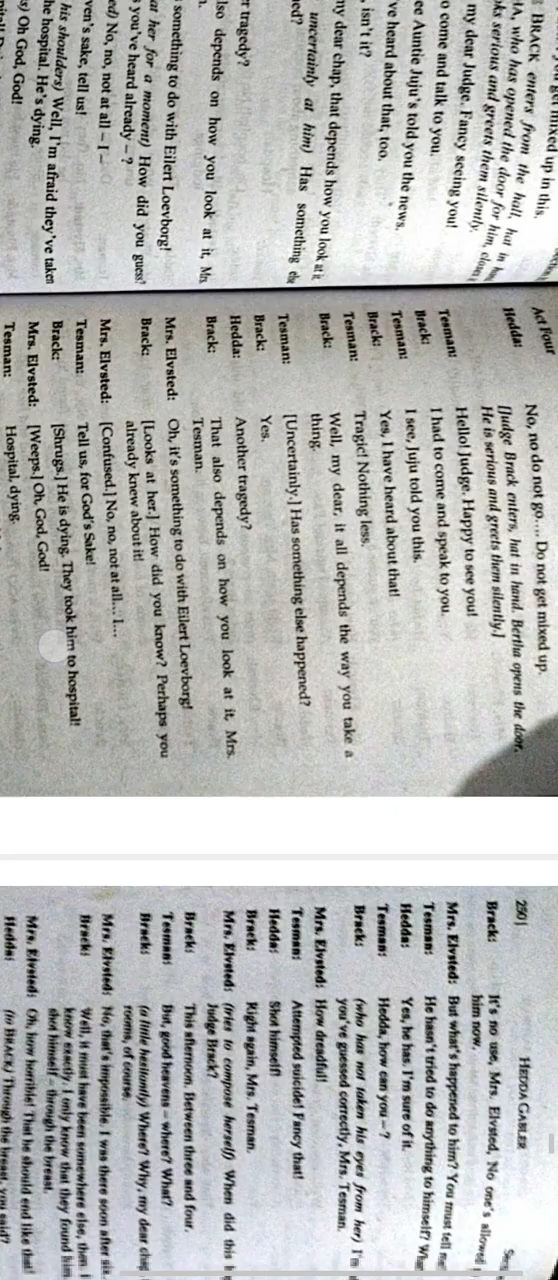 get mixed up in this.
BRACK enters from the hall, hat in
who has opened the door for him, closes
serious and greets them silently.
my dear Judge. Fancy seeing you!
come and talk to you.
Auntie Juju's told you the news.
heard about that, too.
isn't it?
my dear chap, that depends how you look at it.
uncertainly at him) Has something else
tragedy?
depends on how you look at it, Mrs
something to do with Eilert Loevborg!
at her for a moment) How did you guess?
you've heard already – ?
No, no, not at all – I –
sake, tell us!
his shoulders) Well, I'm afraid they've taken
the hospital. He's dying.
Oh God, God!
Act Four
Hedda: No, no do not go.... Do not get mixed up.
[Judge Brack enters, hat in hand. Bertha opens the door.
He is serious and greets them silently.]
Tesman: Hello! Judge. Happy to see you!
Brack: I had to come and speak to you.
Tesman: I see, Juju told you this.
Brack: Yes, I have heard about that!
Tesman: Tragic! Nothing less.
Brack: Well, my dear, it all depends the way you take a
thing.
Tesman: [Uncertainly.] Has something else happened?
Brack: Yes.
Hedda: Another tragedy?
Brack: That also depends on how you look at it, Mrs.
Tesman.
Mrs. Elvsted: Oh, it's something to do with Eilert Loevborg!
Brack: [Looks at her.] How did you know? Perhaps you
already knew about it!
Mrs. Elvsted: [Confused.] No, no, not at all... I...
Tesman: Tell us, for God's Sake!
Brack: [Shrugs.] He is dying. They took him to hospital!
Mrs. Elvsted: [Weeps.] Oh, God, God!
Tesman: Hospital, dying.
250 | HEDDA GABLER
Brack: It's no use, Mrs. Elvsted, No one's allowed
him now.
Mrs. Elvsted: But what's happened to him? You must tell me
Tesman: He hasn't tried to do anything to himself?
Hedda: Yes, he has. I'm sure of it.
Tesman: Hedda, how can you – ?
Brack: (who has not taken his eyes from her) I'm
you've guessed correctly, Mrs. Tesman.
Mrs. Elvsted: How dreadful!
Tesman: Attempted suicide! Fancy that!
Hedda: Shot himself!
Brack: Right again, Mrs. Tesman.
Mrs. Elvsted: (tries to compose herself) When did this
Judge Brack?
Brack: This afternoon. Between three and four.
Tesman: But, good heavens – where? What?
Brack: (a little hesitantly) Where? Why, my dear
rooms, of course.
Mrs. Elvsted: No, that's impossible. I was there soon after six.
Brack: Well, it must have been somewhere else, then. I
know exactly. I only know that they found him
shot himself – through the breast.
Mrs. Elvsted: Oh, how horrible! That he should end like that!
Hedda: (to BRACK) Through the breast, you said?